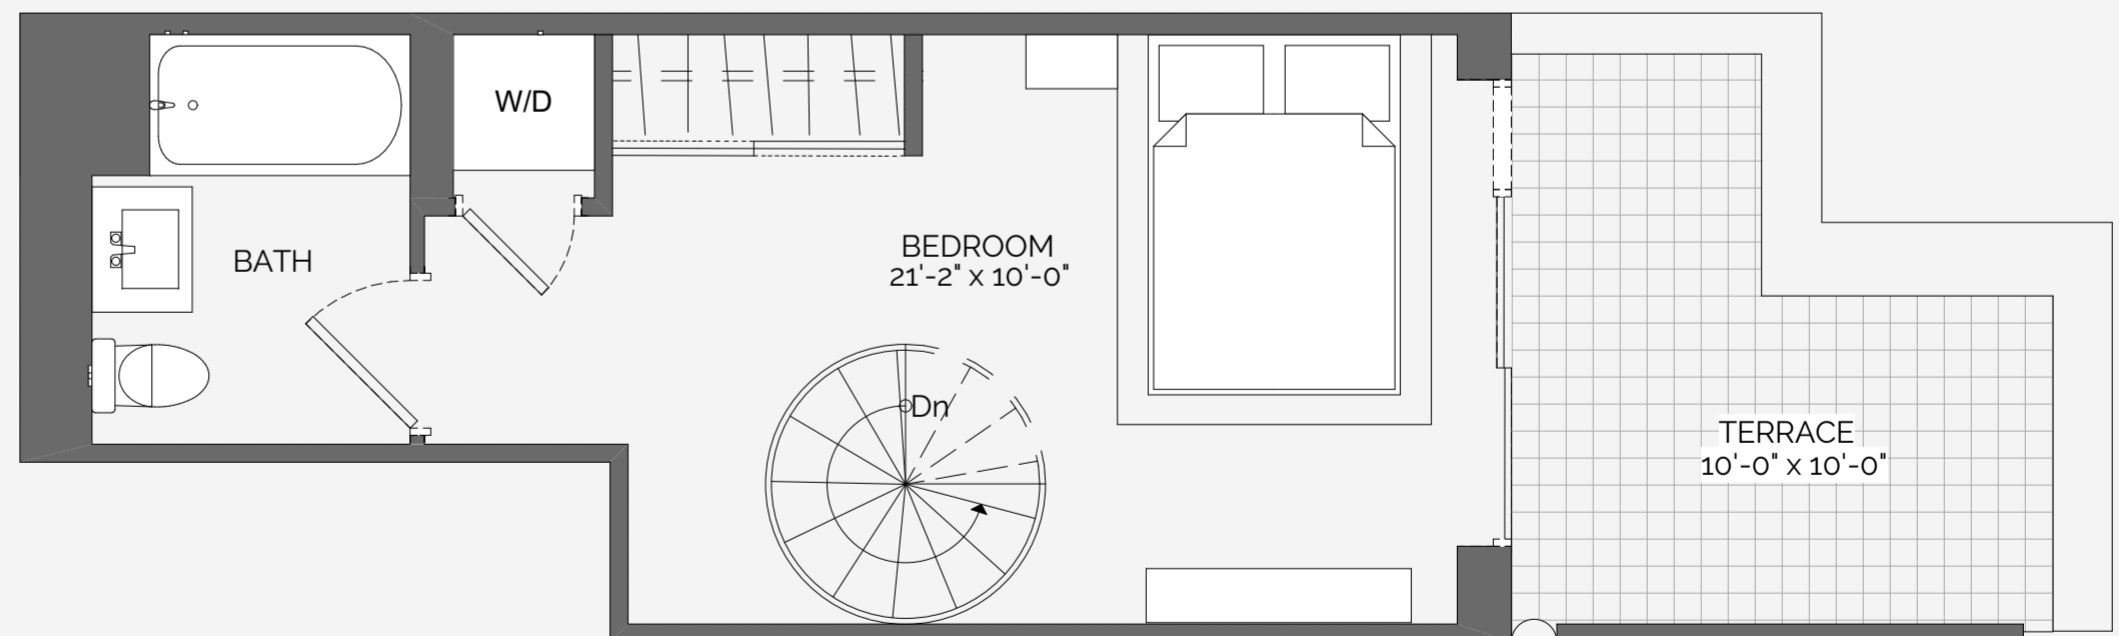 W/D
BATH
BEDROOM
21'-2" x 10'-0"
Dn
TERRACE
10'-0" x 10'-0"